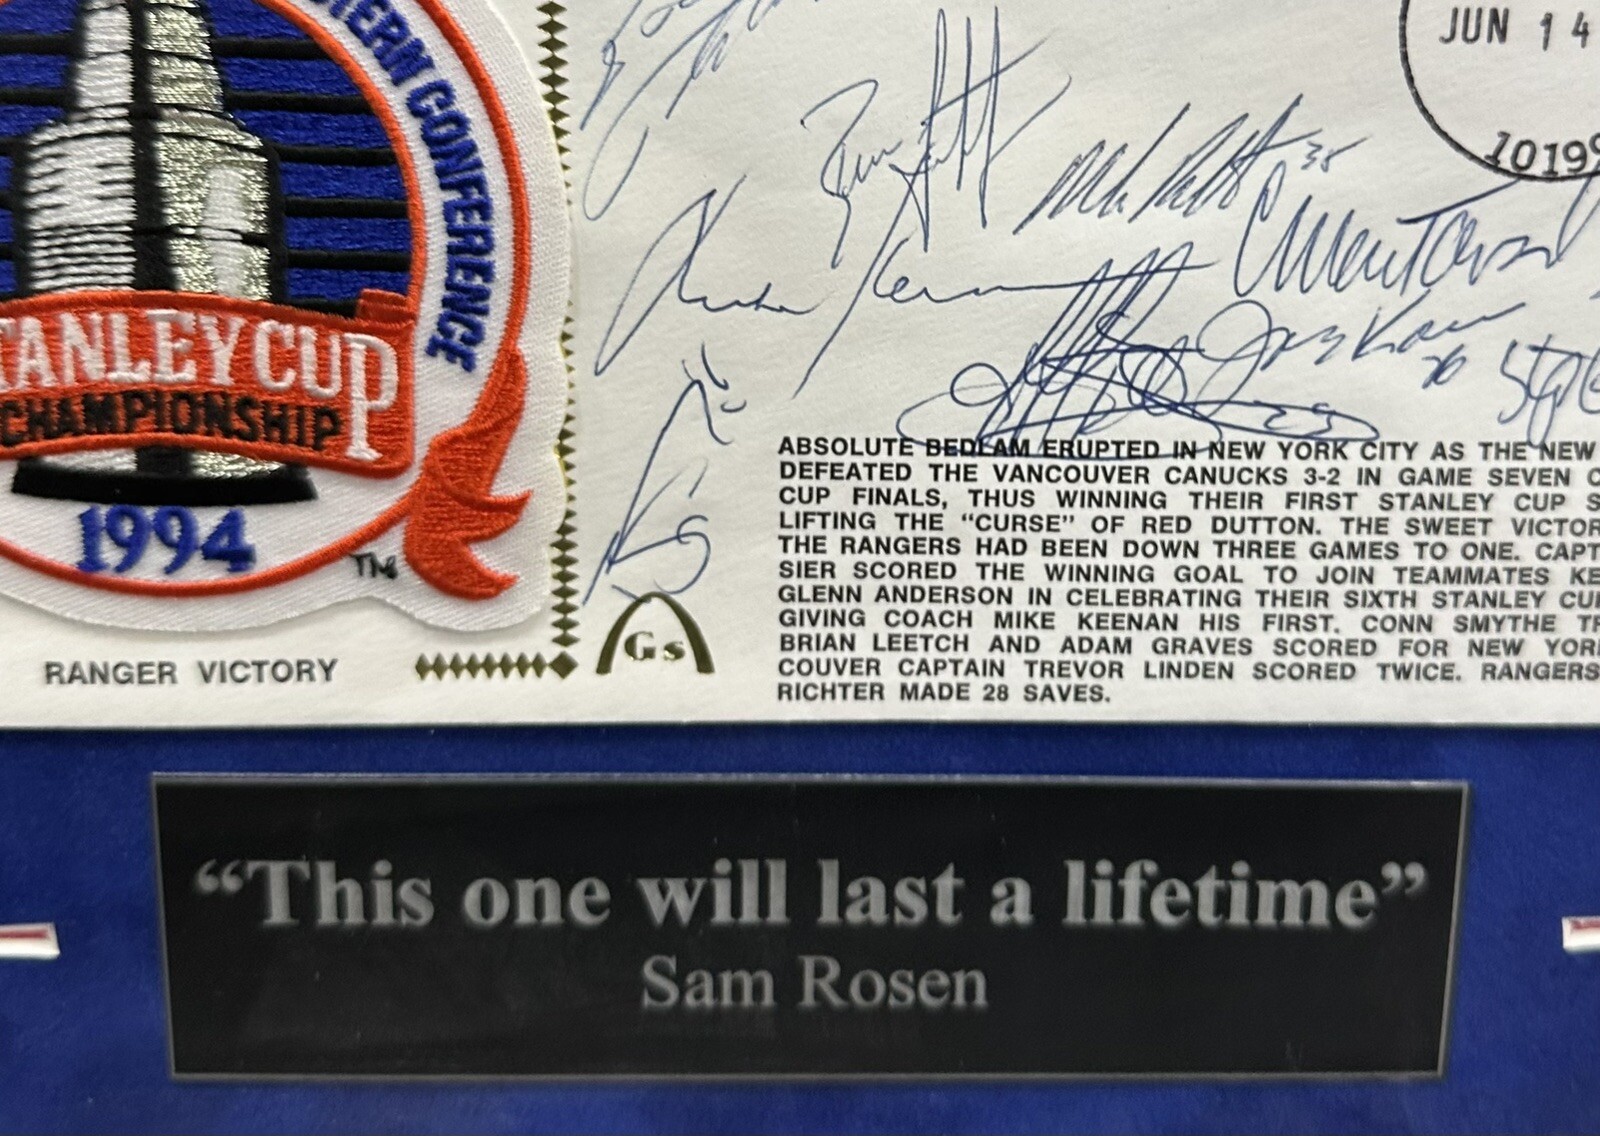 JUN 14
1019
ERN CONFERENCE
TANLEY CUP
CHAMPIONSHIP
1994
TM
RANGER VICTORY
Gs
35
ABSOLUTE BEDLAM ERUPTED IN NEW YORK CITY AS THE NEW
DEFEATED THE VANCOUVER CANUCKS 3-2 IN GAME SEVEN
CUP FINALS, THUS WINNING THEIR FIRST STANLEY CUP S
LIFTING THE “CURSE” OF RED DUTTON. THE SWEET VICTOR
THE RANGERS HAD BEEN DOWN THREE GAMES TO ONE. CAPT
SIER SCORED THE WINNING GOAL TO JOIN TEAMMATES KE
GLENN ANDERSON IN CELEBRATING THEIR SIXTH STANLEY CU
GIVING COACH MIKE KEENAN HIS FIRST. CONN SMYTHE T
BRIAN LEETCH AND ADAM GRAVES SCORED FOR NEW YOR
COUVER CAPTAIN TREVOR LINDEN SCORED TWICE. RANGERS
RICHTER MADE 28 SAVES.
“This one will last a lifetime”
Sam Rosen